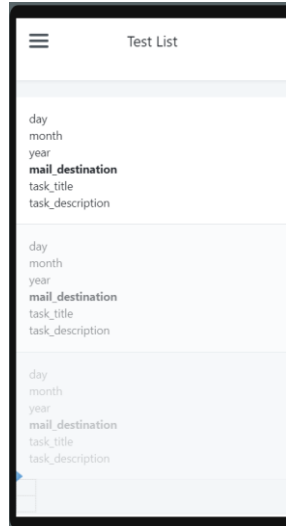 Test List
day
month
year
mail_destination
task_title
task_description
day
month
year
mail_destination
task_title
task_description
day
month
year
mail_destination
task_title
task_description